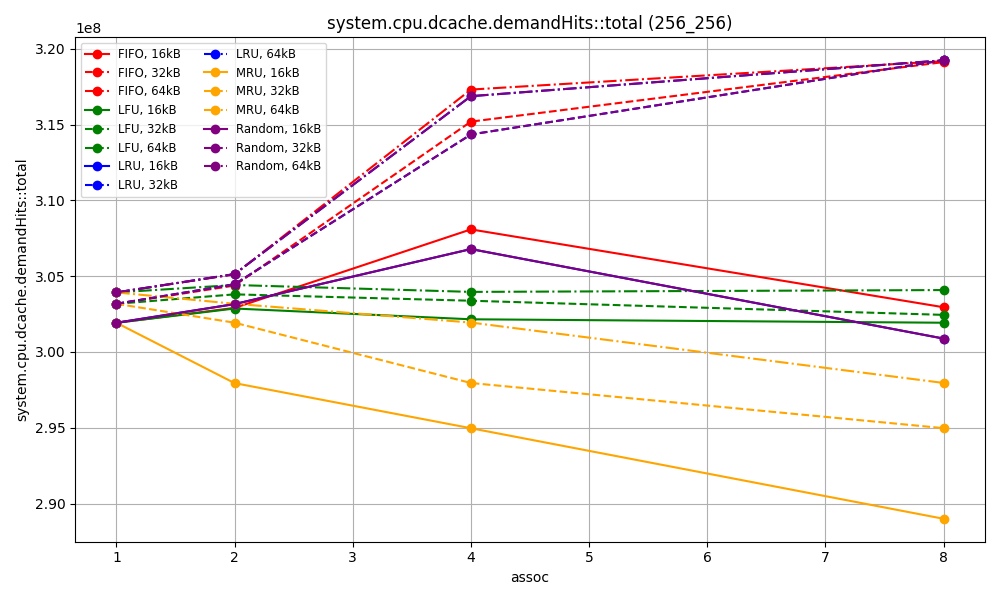 system.cpu.dcache.demandHits::total (256_256)
1e8
FIFO, 16kB
FIFO, 32kB
FIFO, 64kB
LFU, 16kB
LFU, 32kB
LFU, 64kB
LRU, 16kB
LRU, 32kB
LRU, 64kB
MRU, 16kB
MRU, 32kB
MRU, 64kB
Random, 16kB
Random, 32kB
Random, 64kB
system.cpu.dcache.demandHits::total
3.20
3.15
3.10
3.05
3.00
2.95
2.90
1 2 3 4 5 6 7 8
assoc